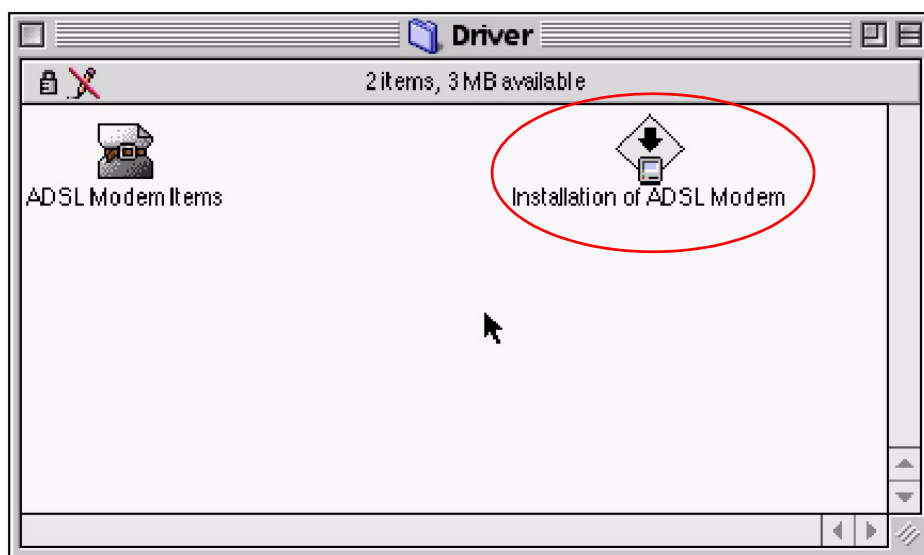 Driver
2 items, 3 MB available
ADSL Modem Items
Installation of ADSL Modem